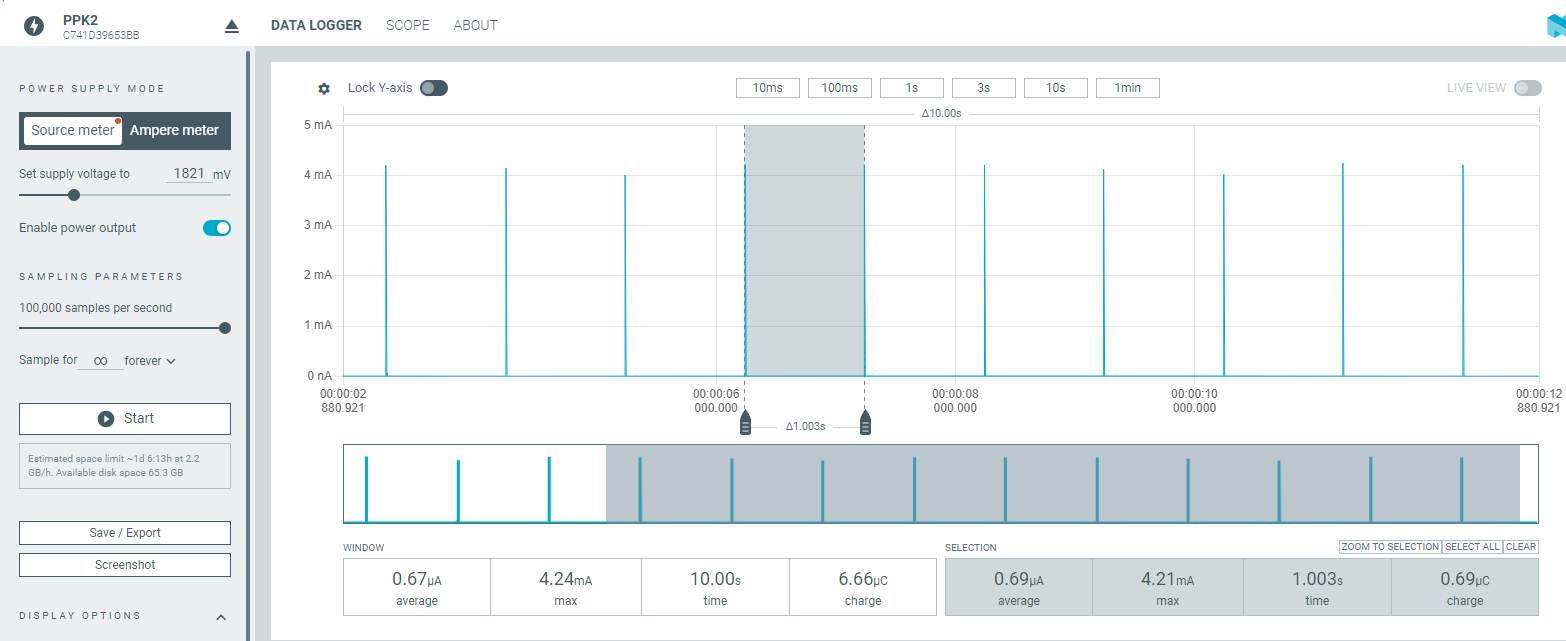 PPK2
C741D39653BB
DATA LOGGER SCOPE ABOUT
POWER SUPPLY MODE
Source meter Ampere meter
Set supply voltage to 1821 mV
Enable power output
SAMPLING PARAMETERS
100,000 samples per second
Sample for ∞ forever
Start
Estimated space limit ~1d 6:13h at 2.2
GB/h. Available disk space 65.3 GB
Save / Export
Screenshot
DISPLAY OPTIONS
Lock Y-axis 10ms 100ms 1s 3s 10s 1min LIVE VIEW
Δ10.00s
5 mA
4 mA
3 mA
2 mA
1 mA
0 nA
00:00:02 00:00:06 00:00:08 00:00:10 00:00:12
880.921 000.000 000.000 000.000 880.921
Δ1.003s
WINDOW
0.67μA 4.24mA 10.00s 6.66μC
average max time charge
SELECTION ZOOM TO SELECTION SELECT ALL CLEAR
0.69μA 4.21mA 1.003s 0.69μC
average max time charge